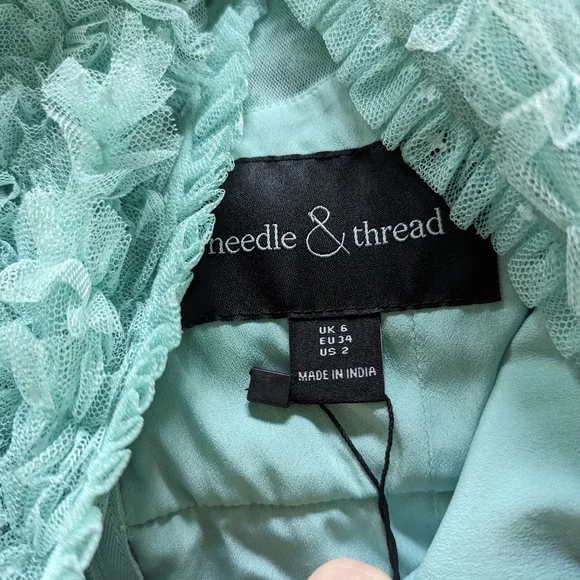 needle & thread
UK 6
EU 34
US 2
MADE IN INDIA